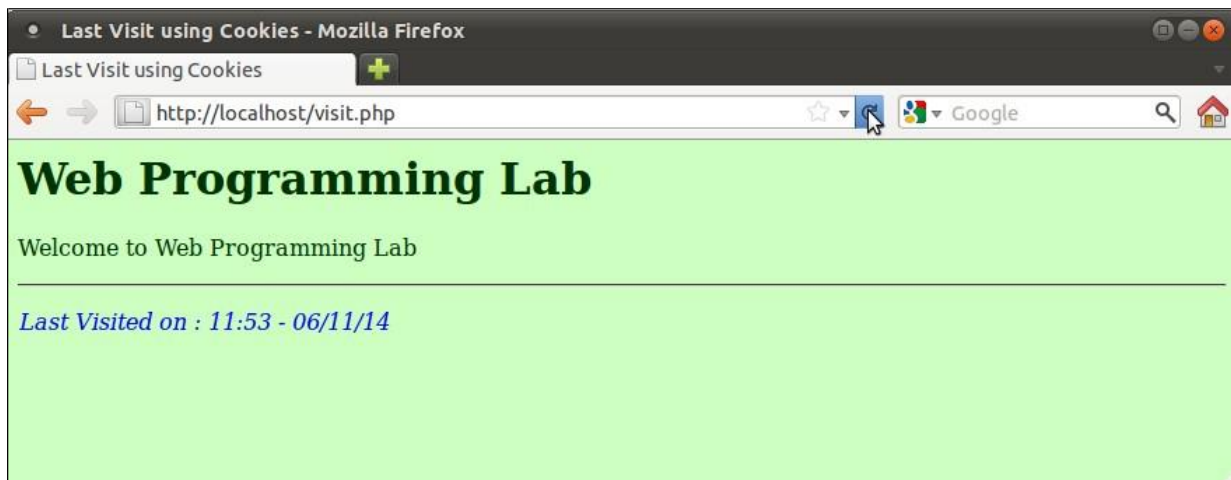 Last Visit using Cookies - Mozilla Firefox
Last Visit using Cookies
http://localhost/visit.php
Google
Web Programming Lab
Welcome to Web Programming Lab
Last Visited on : 11:53 - 06/11/14